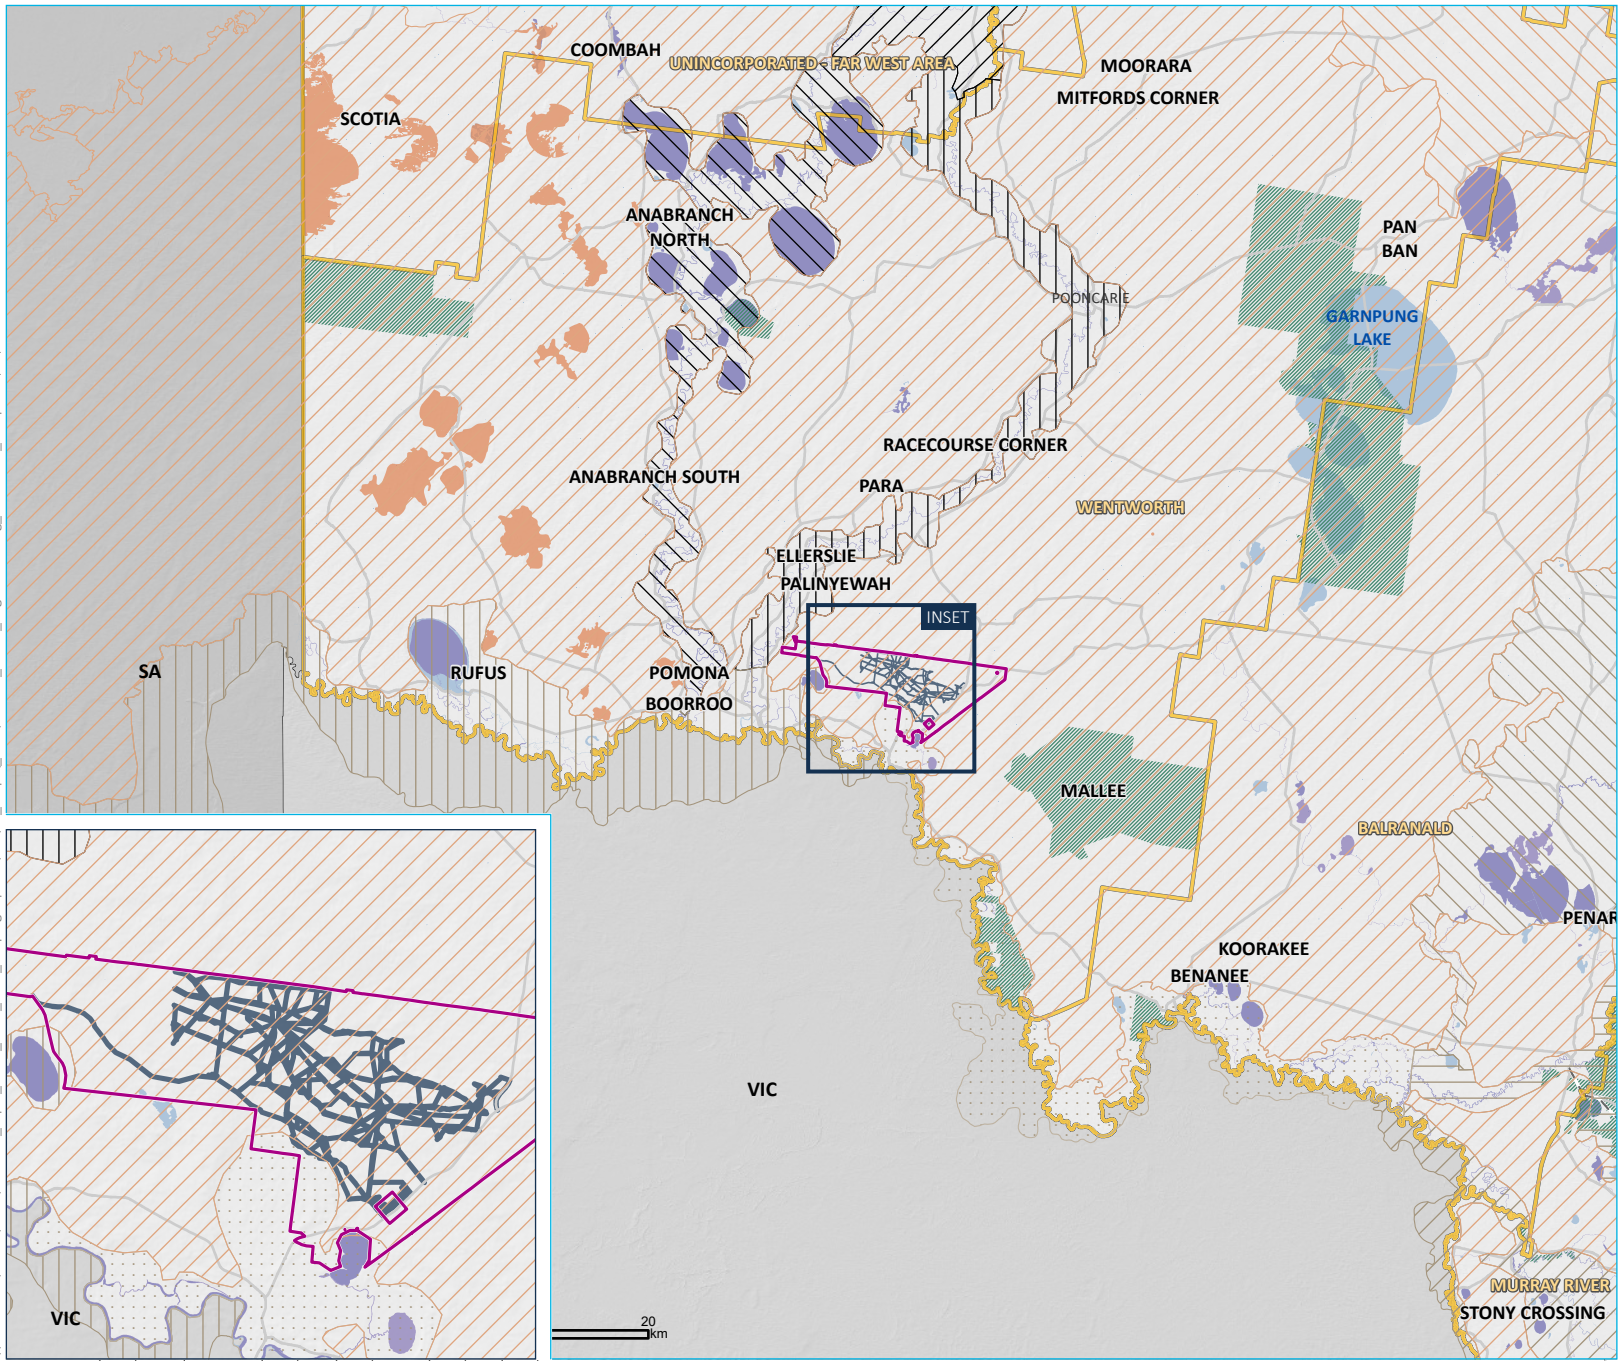 COOMBAH
UNINCORPORATED - FAR WEST AREA
MOORARA
MITFORDS CORNER
SCOTIA
ANABRANCH
NORTH
PAN
BAN
POONCARIE
GARNPUNG
LAKE
RACECOURSE CORNER
ANABRANCH SOUTH
PARA
WENTWORTH
ELLERSLIE
PALINYEWAH
INSET
SA
RUFUS
POMONA
BOORROO
MALLEE
BALRANALD
PENAR
KOORAKEE
BENANEE
VIC
MURRAY RIVER
STONY CROSSING
VIC
20
km